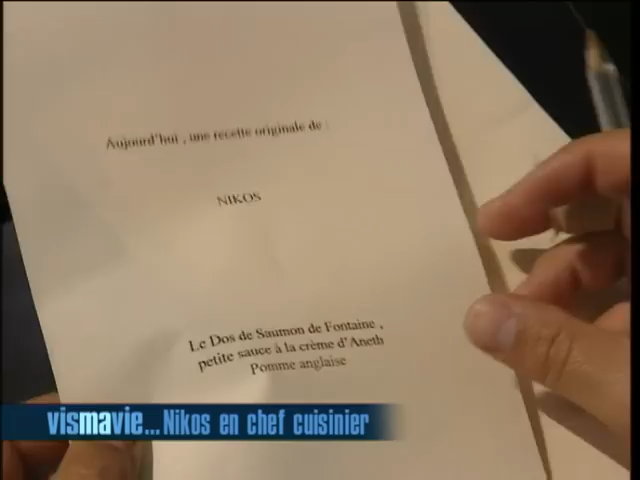 Aujourd'hui , une recette originale de :
NIKOS
Le Dos de Saumon de Fontaine ,
petite sauce à la crème d'Aneth
Pomme anglaise
vismavie... Nikos en chef cuisinier